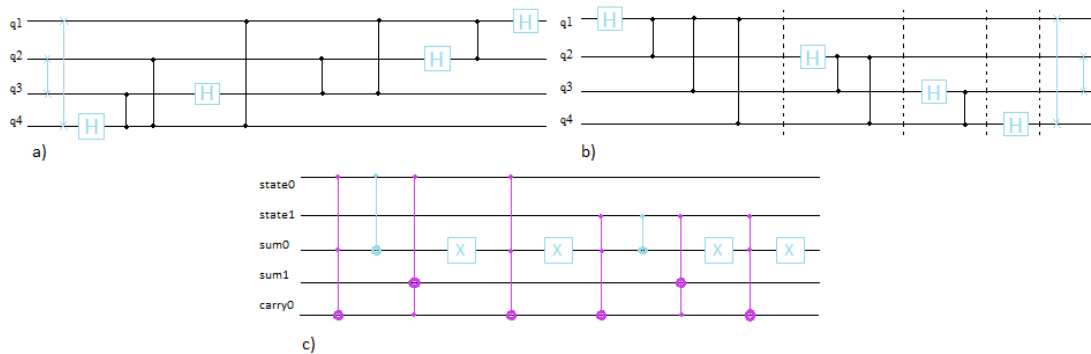 q1 H
q2 H
q3 H
q4 H
a)
q1 H
q2 H
q3 H
q4 H
b)
state0
state1
sum0 X X X X
sum1
carry0
c)